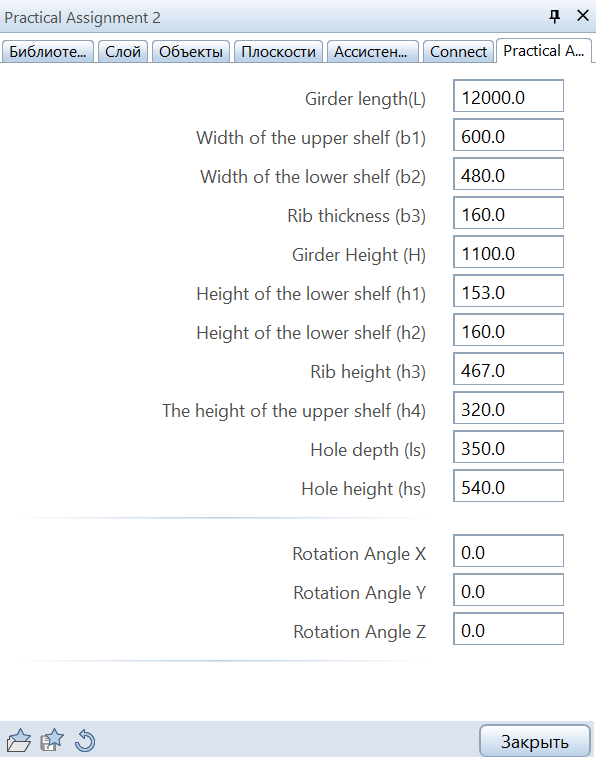 Practical Assignment 2
Библиоте... Слой Объекты Плоскости Ассистен... Connect Practical A...
Girder length(L) 12000.0
Width of the upper shelf (b1) 600.0
Width of the lower shelf (b2) 480.0
Rib thickness (b3) 160.0
Girder Height (H) 1100.0
Height of the lower shelf (h1) 153.0
Height of the lower shelf (h2) 160.0
Rib height (h3) 467.0
The height of the upper shelf (h4) 320.0
Hole depth (ls) 350.0
Hole height (hs) 540.0
Rotation Angle X 0.0
Rotation Angle Y 0.0
Rotation Angle Z 0.0
Закрыть